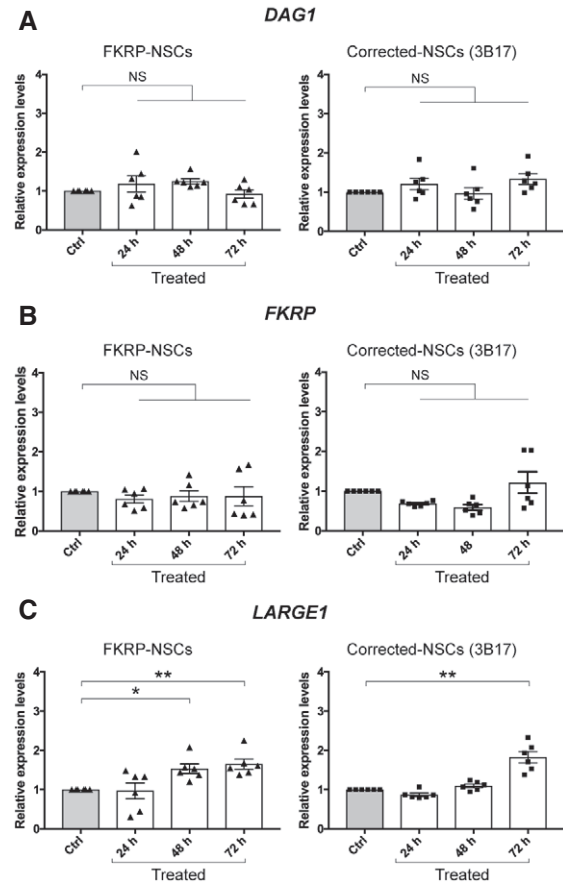 A
DAG1
FKRP-NSCs
Corrected-NSCs (3B17)
Relative expression levels
4
3
2
1
0
NS
Ctrl
24 h
48 h
72 h
Treated
Relative expression levels
4
3
2
1
0
NS
Ctrl
24 h
48 h
72 h
Treated
B
FKRP
FKRP-NSCs
Corrected-NSCs (3B17)
Relative expression levels
4
3
2
1
0
NS
Ctrl
24 h
48 h
72 h
Treated
Relative expression levels
4
3
2
1
0
NS
Ctrl
24 h
48
72 h
Treated
C
LARGE1
FKRP-NSCs
Corrected-NSCs (3B17)
Relative expression levels
4
3
2
1
0
**
*
Ctrl
24 h
48 h
72 h
Treated
Relative expression levels
4
3
2
1
0
**
Ctrl
24 h
48 h
72 h
Treated